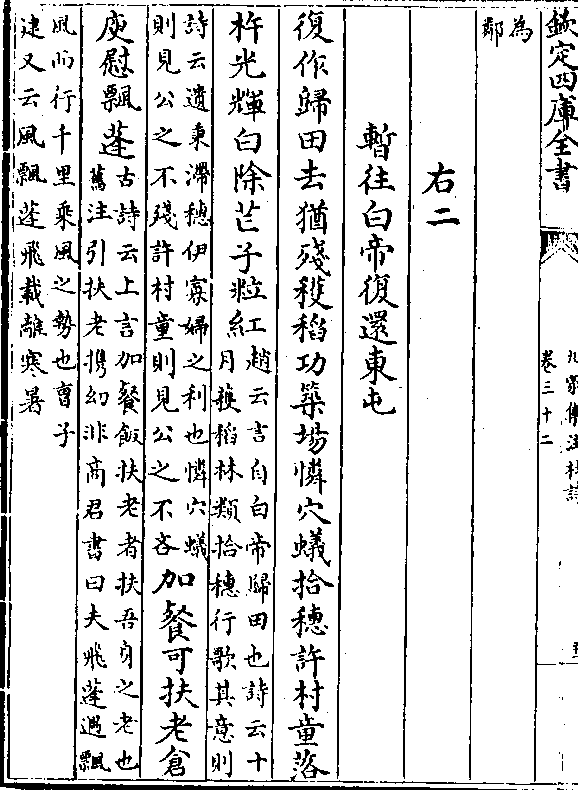 欽定四庫全書
九家集注杜詩
卷三十二
為
鄰
右二
暫往白帝復還東屯
復作歸田去猶殘穫稻功築塲憐穴蟻拾穗許村童落
杵光輝白除芒子粒紅趙云言自白帝歸田也詩云十
月穫稻林類拾穗行歌其意則
詩云遺秉滯穗伊寡婦之利也憐穴蟻
則見公之不殘許村童則見公之不吝加餐可扶老倉
庾慰飄蓬古詩云上言加餐飯扶老者扶吾身之老也
舊注引扶老携幼非商君書曰夫飛蓬遇飄
風而行千里乘風之勢也曹子
建又云風飄蓬飛載離寒暑